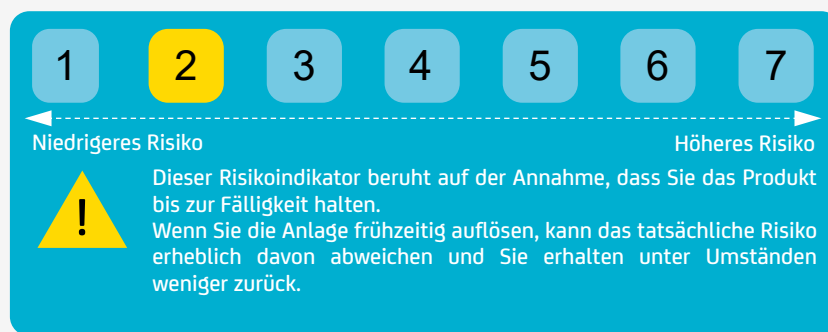 1 2 3 4 5 6 7
Niedrigeres Risiko Höheres Risiko
Dieser Risikoindikator beruht auf der Annahme, dass Sie das Produkt
bis zur Fälligkeit halten.
!
Wenn Sie die Anlage frühzeitig auflösen, kann das tatsächliche Risiko
erheblich davon abweichen und Sie erhalten unter Umständen
weniger zurück.